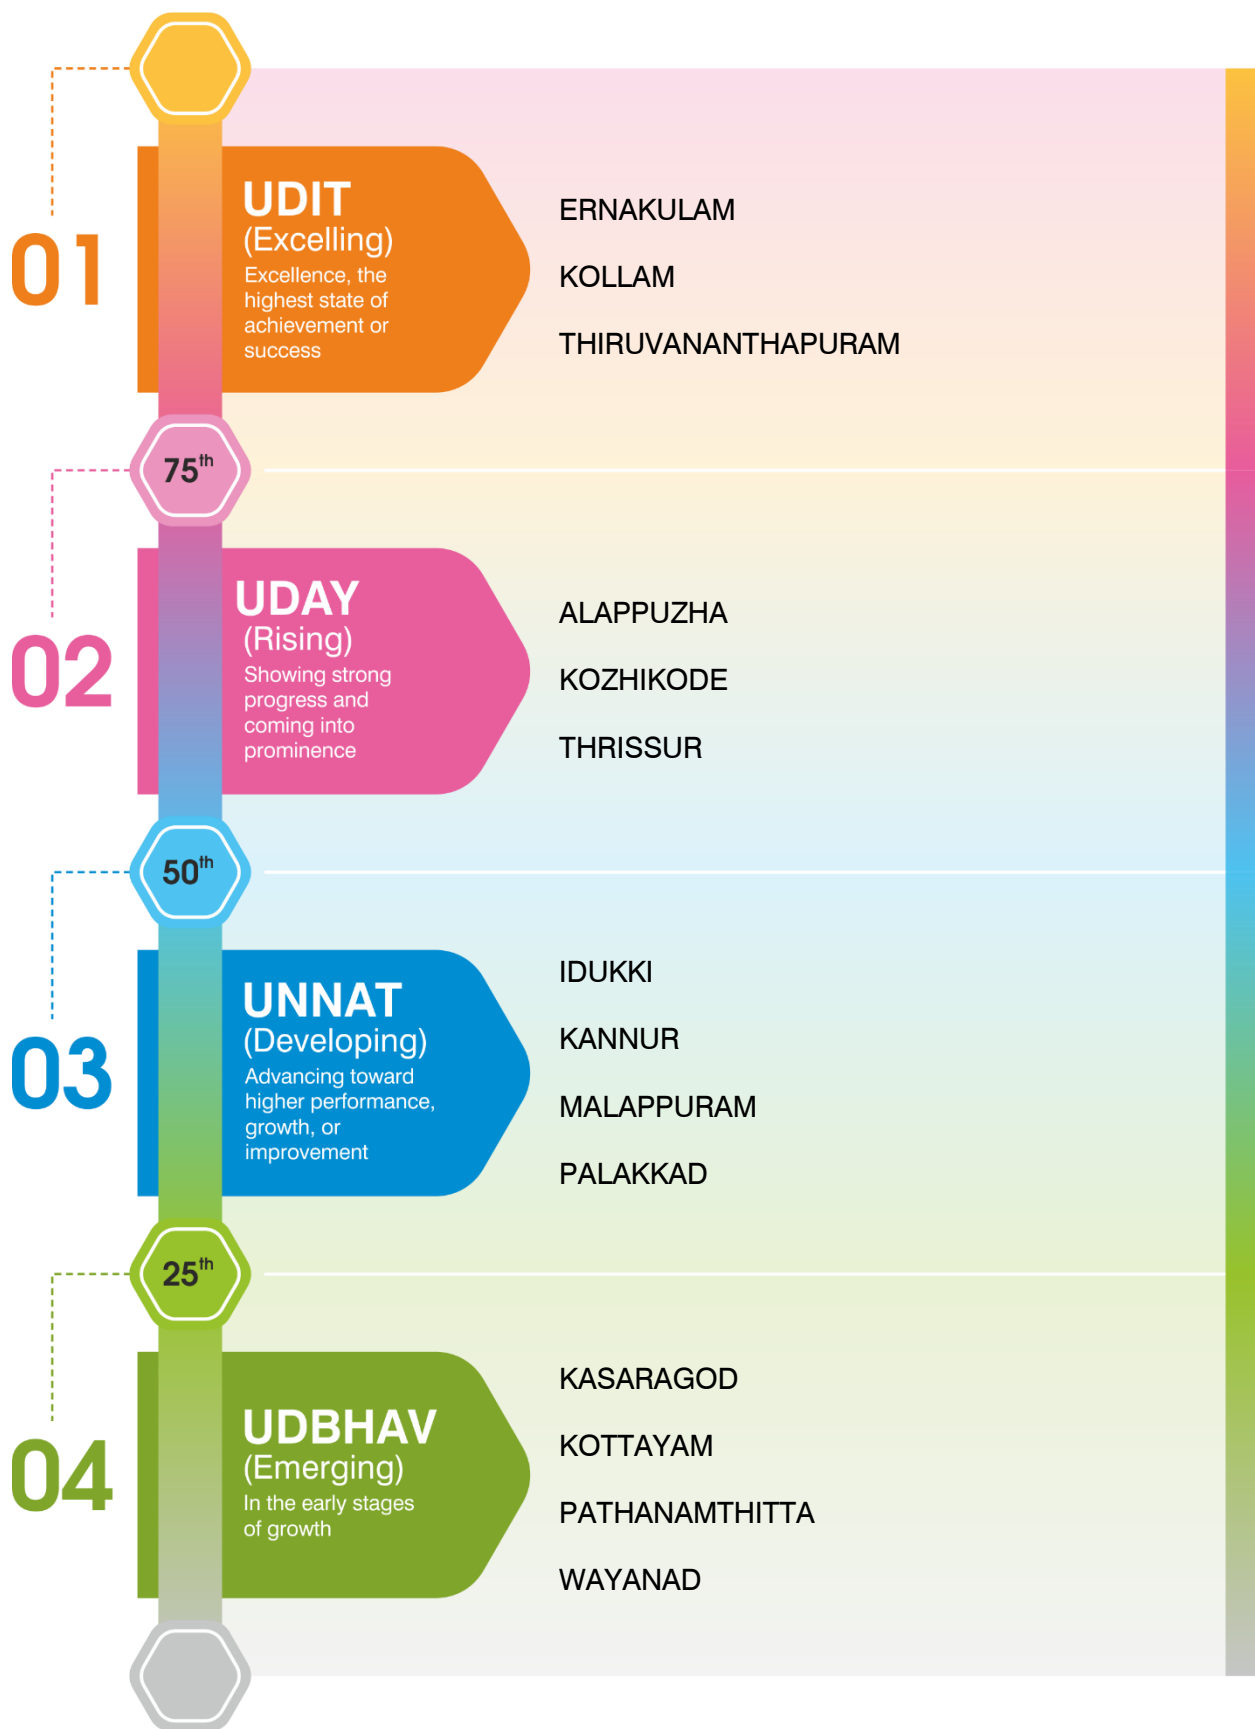 01
UDIT
(Excelling)
Excellence, the
highest state of
achievement or
success
ERNAKULAM
KOLLAM
THIRUVANANTHAPURAM
75th
02
UDAY
(Rising)
Showing strong
progress and
coming into
prominence
ALAPPUZHA
KOZHIKODE
THRISSUR
50th
03
UNNAT
(Developing)
Advancing toward
higher performance,
growth, or
improvement
IDUKKI
KANNUR
MALAPPURAM
PALAKKAD
25th
04
UDBHAV
(Emerging)
In the early stages
of growth
KASARAGOD
KOTTAYAM
PATHANAMTHITTA
WAYANAD